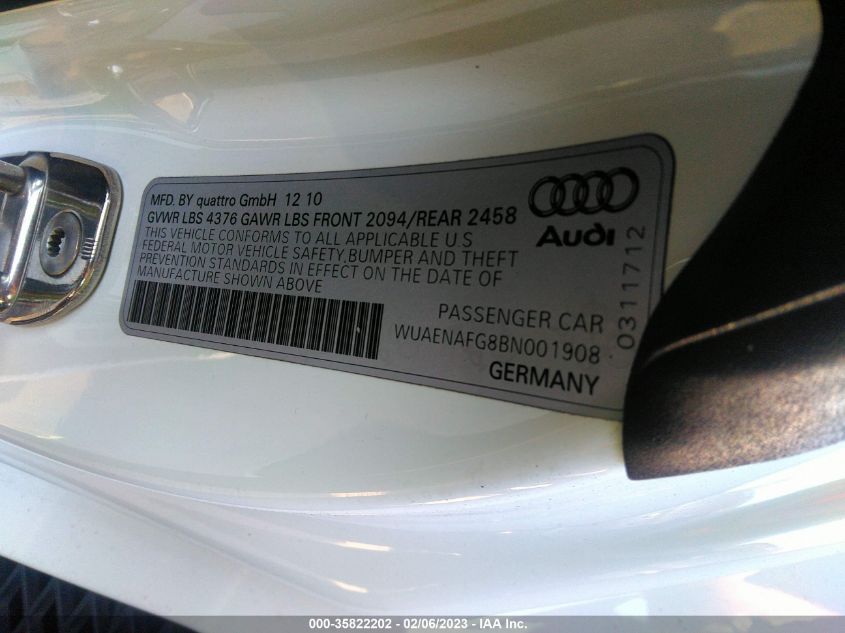 MFD. BY quattro GmbH 12 10
GVWR LBS 4376 GAWR LBS FRONT 2094/REAR 2458
THIS VEHICLE CONFORMS TO ALL APPLICABLE U.S
FEDERAL MOTOR VEHICLE SAFETY,BUMPER AND THEFT
PREVENTION STANDARDS IN EFFECT ON THE DATE OF
MANUFACTURE SHOWN ABOVE
Audi
PASSENGER CAR
WUAENAFG8BN001908
GERMANY
0311712
000-35822202 - 02/06/2023 - IAA Inc.